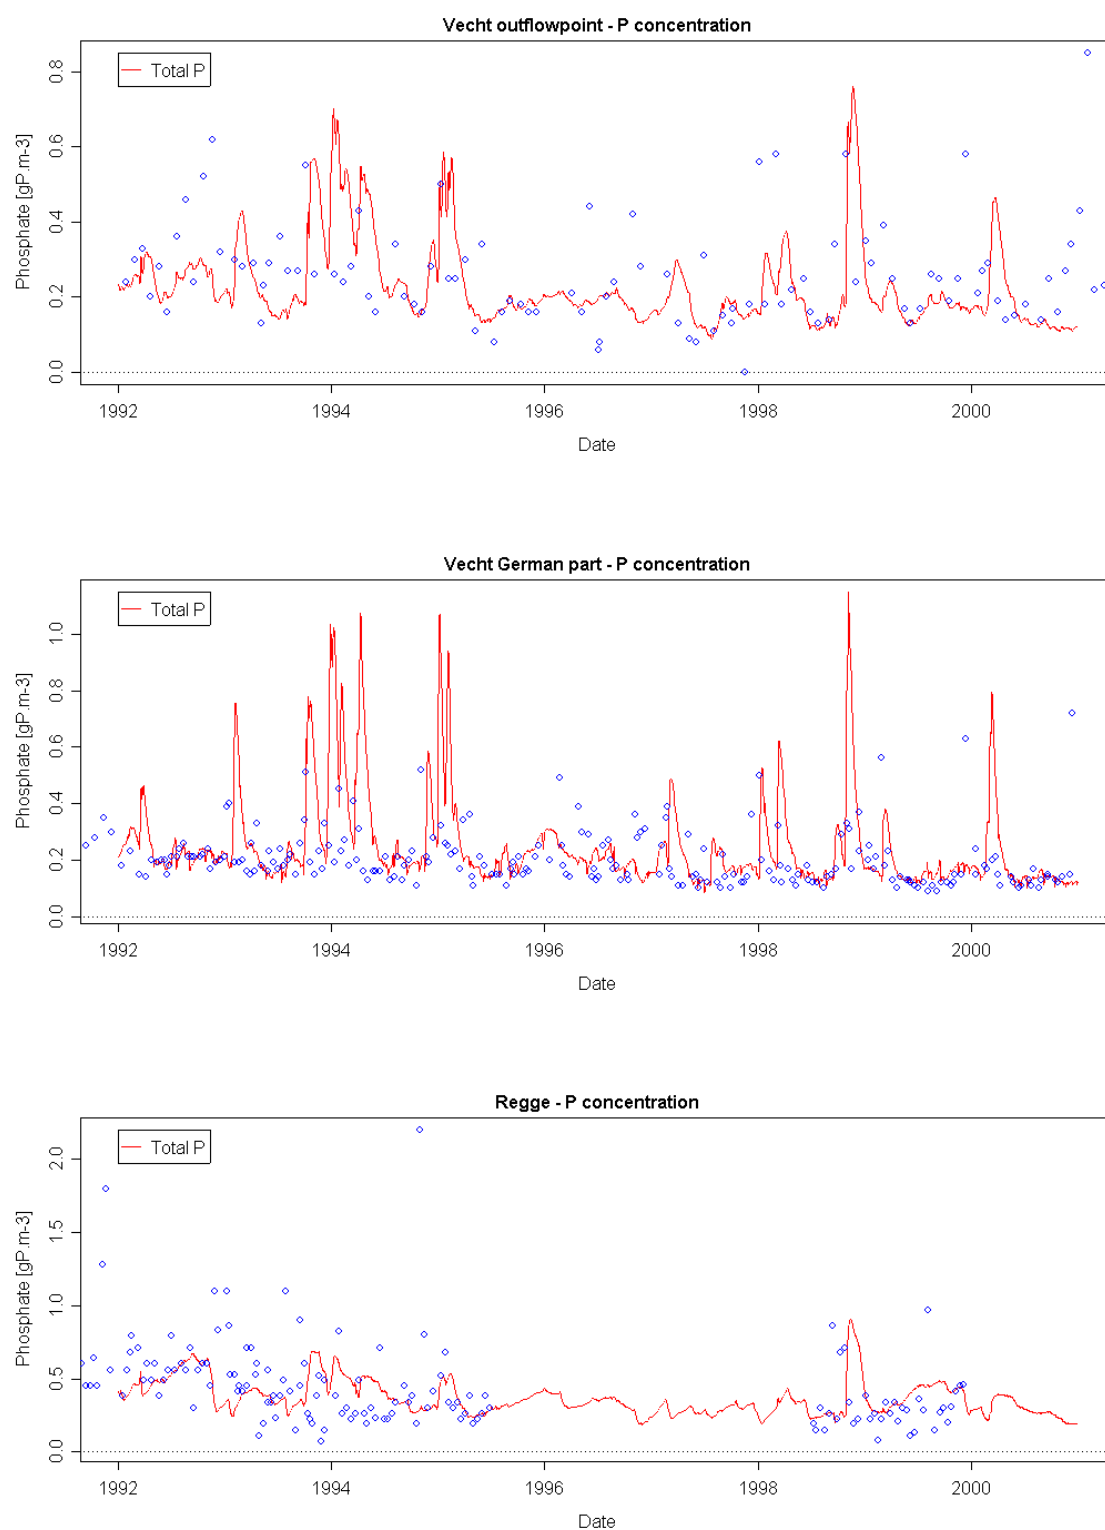 Vecht outflowpoint - P concentration
Total P
Phosphate [gP.m-3]
0.0 0.2 0.4 0.6 0.8
1992 1994 1996 1998 2000
Date
Vecht German part - P concentration
Total P
Phosphate [gP.m-3]
0.0 0.2 0.4 0.6 0.8 1.0
1992 1994 1996 1998 2000
Date
Regge - P concentration
Total P
Phosphate [gP.m-3]
0.0 0.5 1.0 1.5 2.0
1992 1994 1996 1998 2000
Date